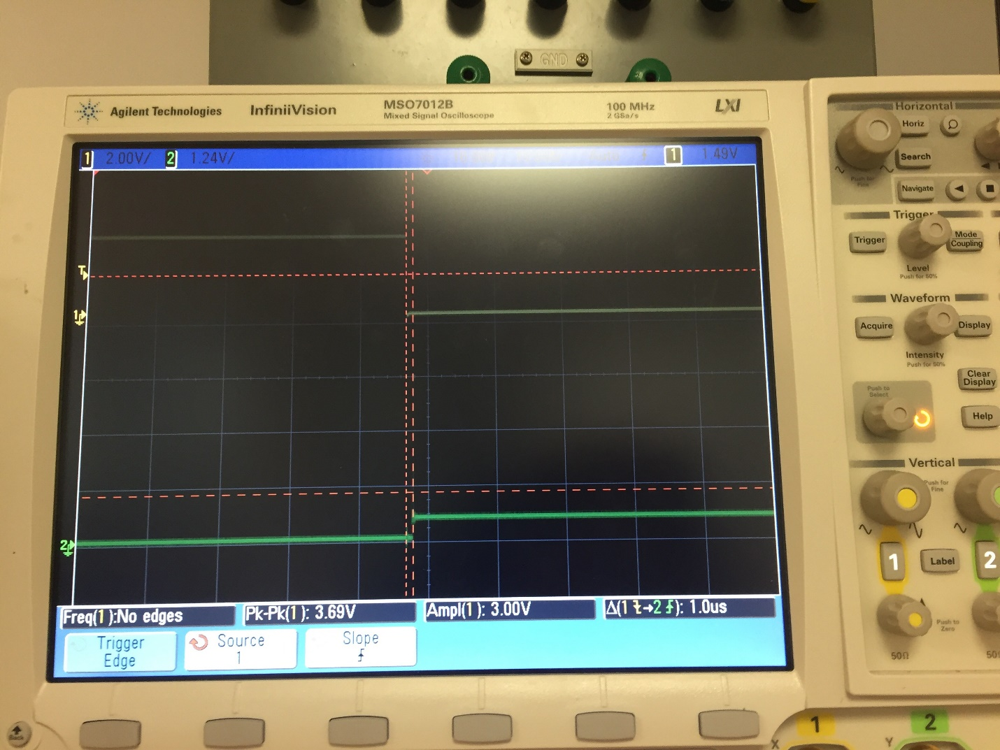 GND
Agilent Technologies InfiniiVision MSO7012B 100 MHz LXI
Mixed Signal Oscilloscope 2 GSa/s
1 2.00V/ 2 1.24V/ 1 1.49V
T
1
2
Freq(1):No edges Pk-Pk(1): 3.69V Ampl(1): 3.00V Δ(1→2): 1.0us
Trigger Source Slope
Edge 1
Back
Horizontal
Horiz
Search
Push for
Fine
Navigate
Trigger
Trigger Mode
Coupling
Level
Push for 50%
Waveform
Acquire Display
Intensity
Push for 50%
Clear
Display
Push to
Select
Help
Vertical
Push for
Fine
1 Label 2
Push to
Zero
50Ω 50
1 2
X Y